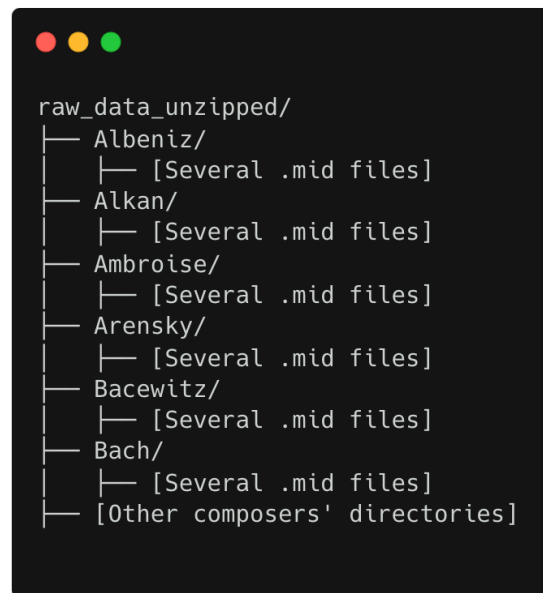 raw_data_unzipped/
├── Albeniz/
│   ├── [Several .mid files]
├── Alkan/
│   ├── [Several .mid files]
├── Ambroise/
│   ├── [Several .mid files]
├── Arensky/
│   ├── [Several .mid files]
├── Bacewitz/
│   ├── [Several .mid files]
├── Bach/
│   ├── [Several .mid files]
├── [Other composers' directories]